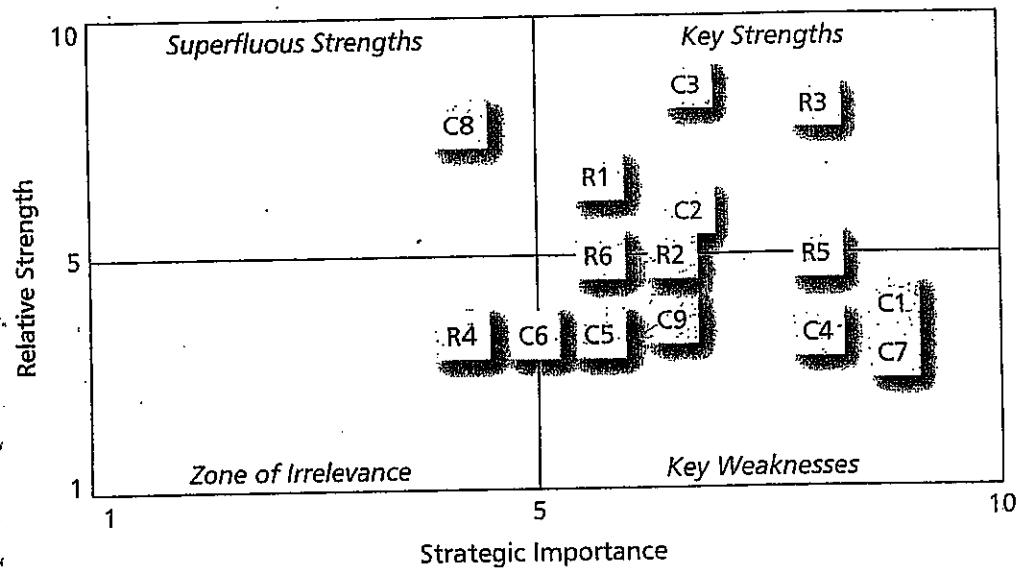 10
Superfluous Strengths
Key Strengths
C3
R3
C8
R1
C2
Relative Strength
5
R6
R2
R5
C1
R4
C6
C5
C9
C4
C7
Zone of Irrelevance
Key Weaknesses
1
1
5
10
Strategic Importance